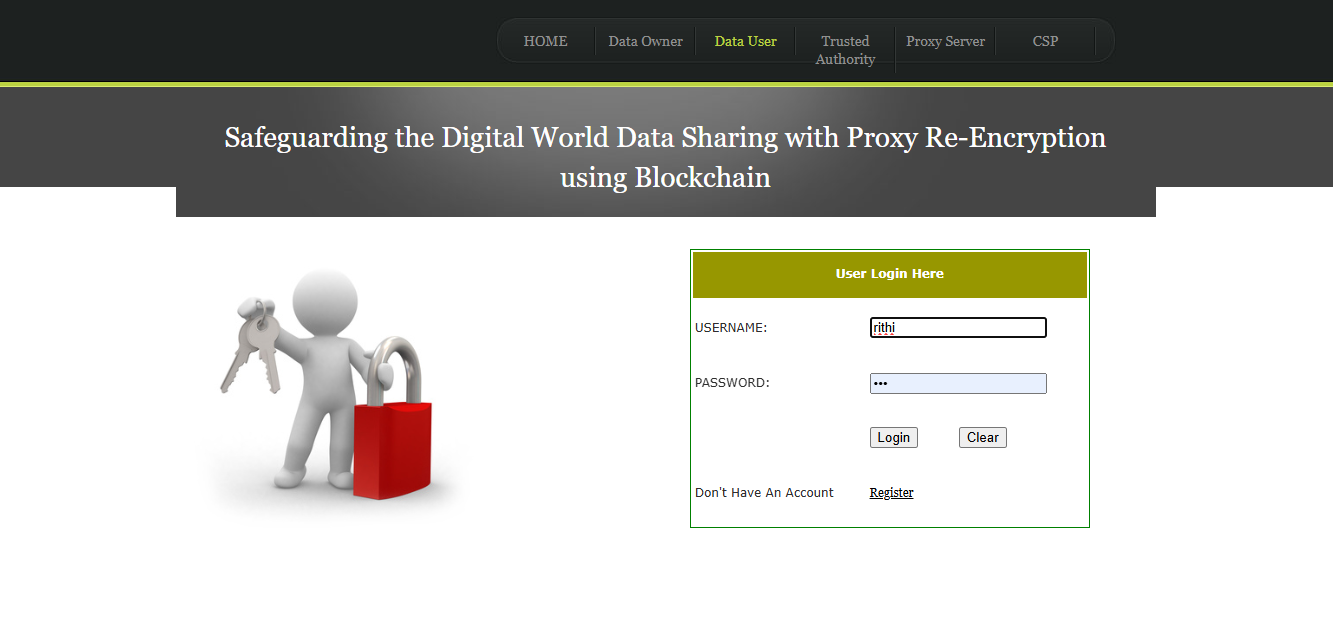 HOME Data Owner Data User Trusted Authority Proxy Server CSP
Safeguarding the Digital World Data Sharing with Proxy Re-Encryption
using Blockchain
User Login Here
USERNAME: rithi
PASSWORD: •••
Login Clear
Don't Have An Account Register